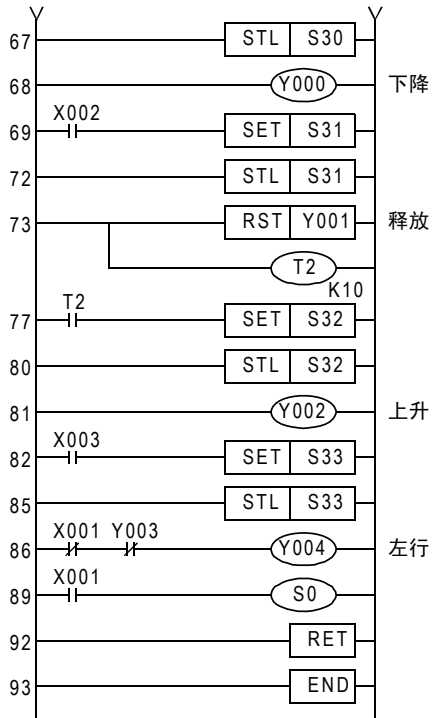 67 STL S30
68 Y000 下降
X002
69 SET S31
72 STL S31
73 RST Y001 释放
T2
K10
T2
77 SET S32
80 STL S32
81 Y002 上升
X003
82 SET S33
85 STL S33
X001 Y003
86 Y004 左行
X001
89 S0
92 RET
93 END